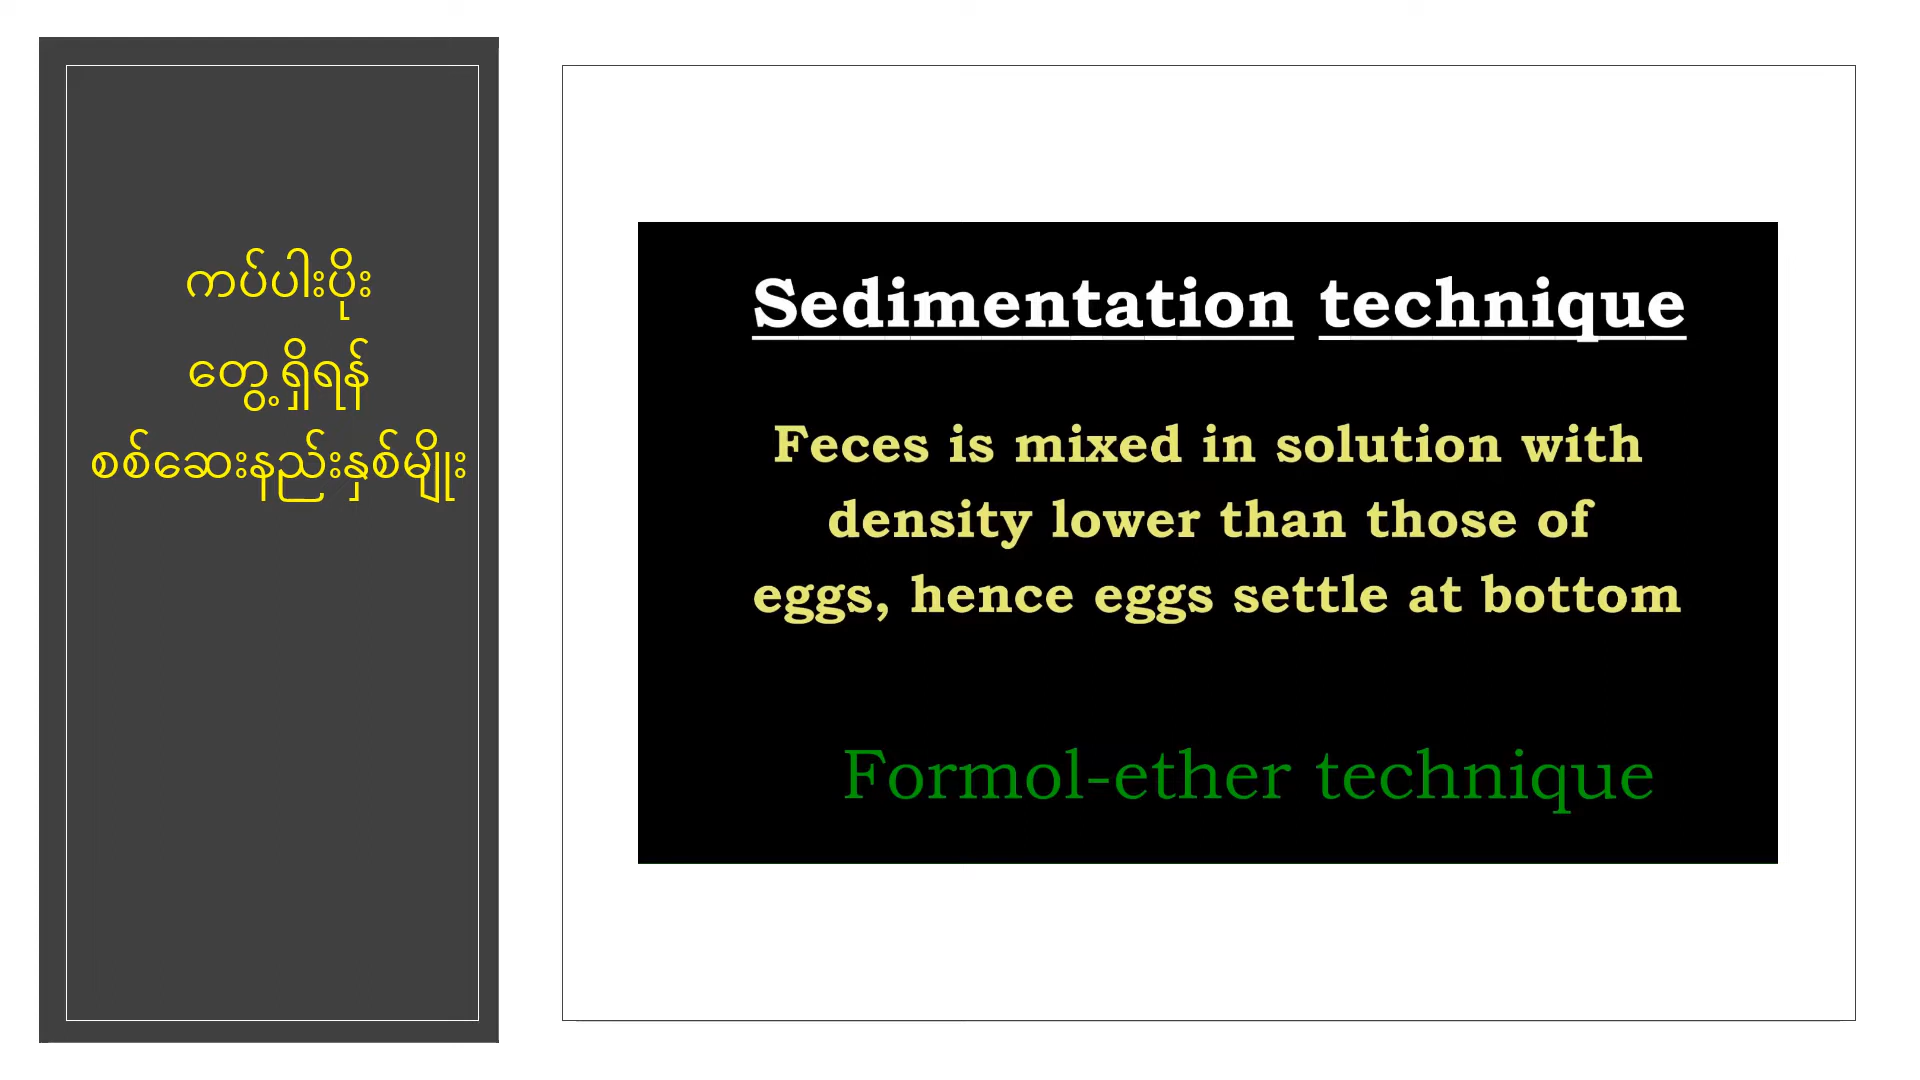 ကပ်ပါးပိုး
တွေ့ရှိရန်
စစ်ဆေးနည်းနှစ်မျိုး
Sedimentation technique
Feces is mixed in solution with
density lower than those of
eggs, hence eggs settle at bottom
Formol-ether technique